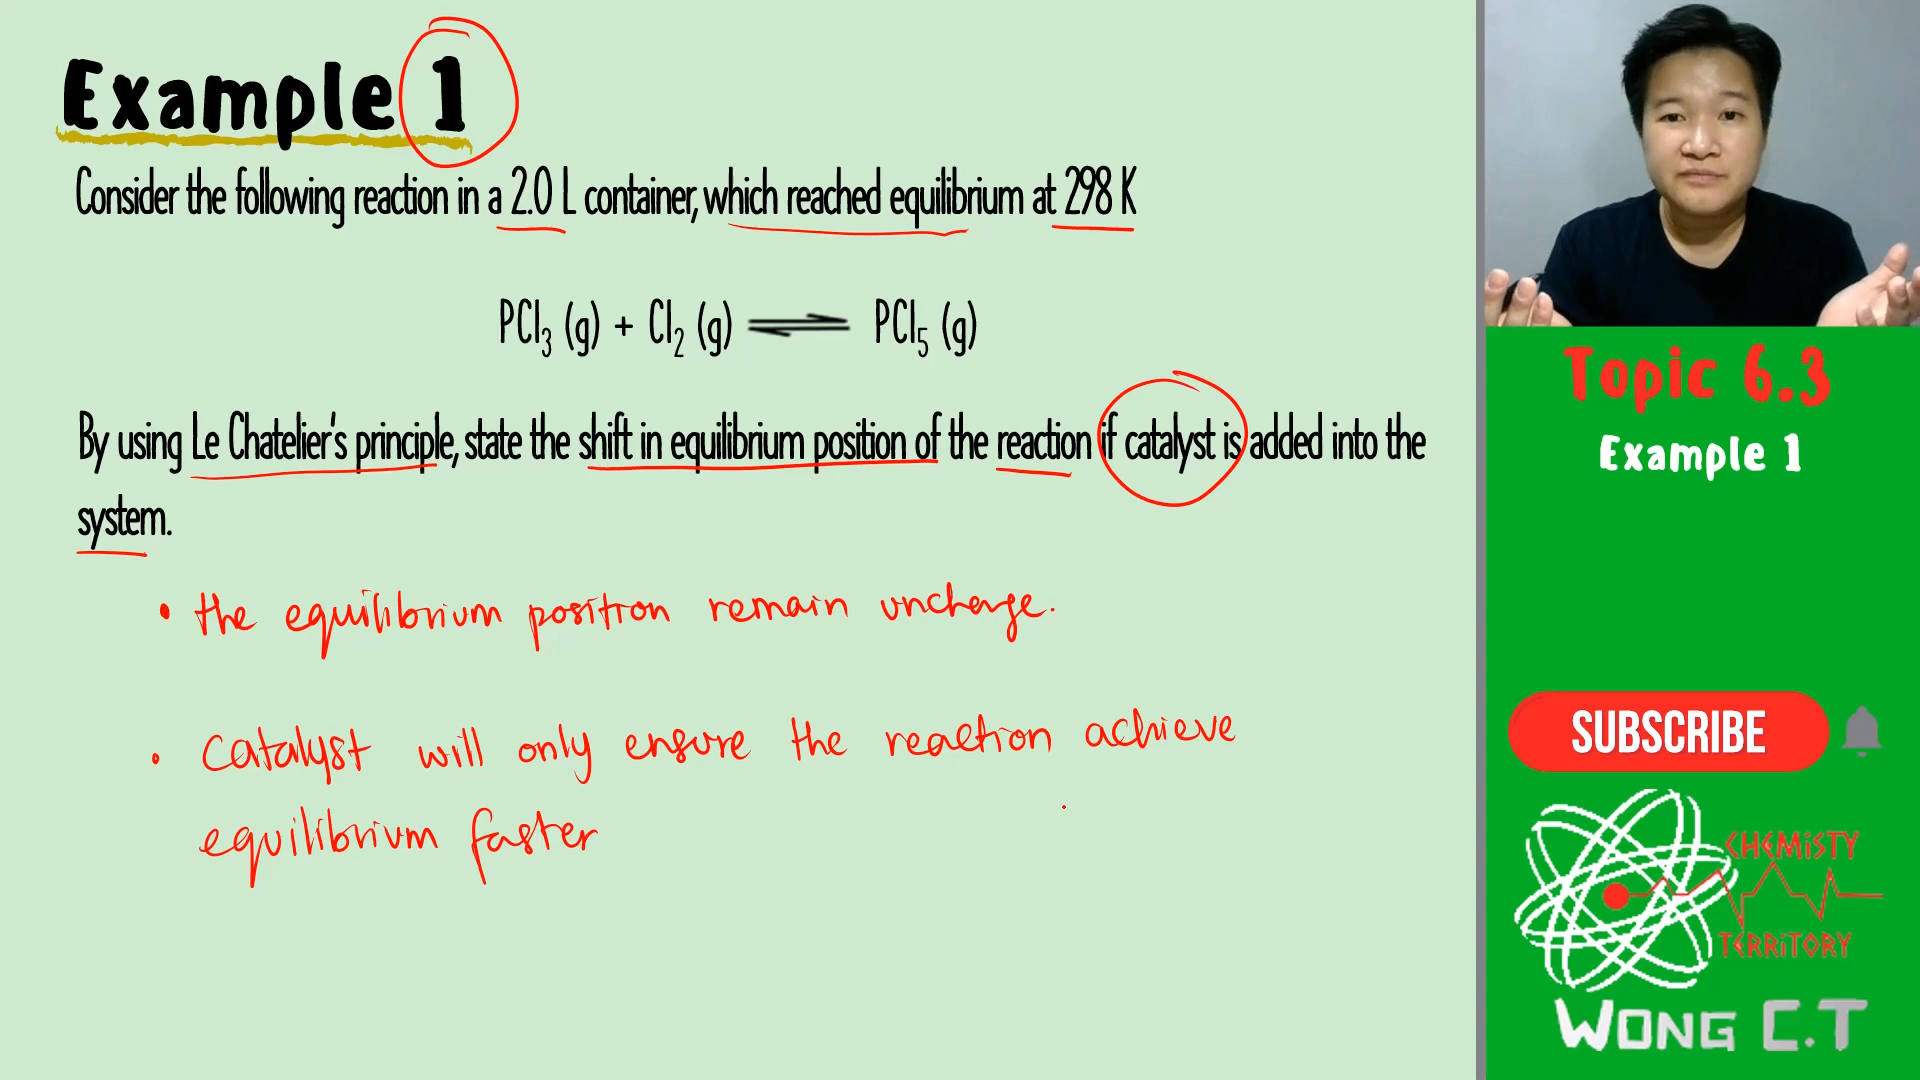 Example 1
Consider the following reaction in a 2.0 L container, which reached equilibrium at 298 K
PCl3 (g) + Cl2 (g) ⇌ PCl5 (g)
By using Le Chatelier's principle, state the shift in equilibrium position of the reaction if catalyst is added into the
system.
• the equilibrium position remain unchange.
• Catalyst will only ensure the reaction achieve
equilibrium faster
Topic 6.3
Example 1
SUBSCRIBE
CHEMiSTY
TERRiTORY
WONG C.T